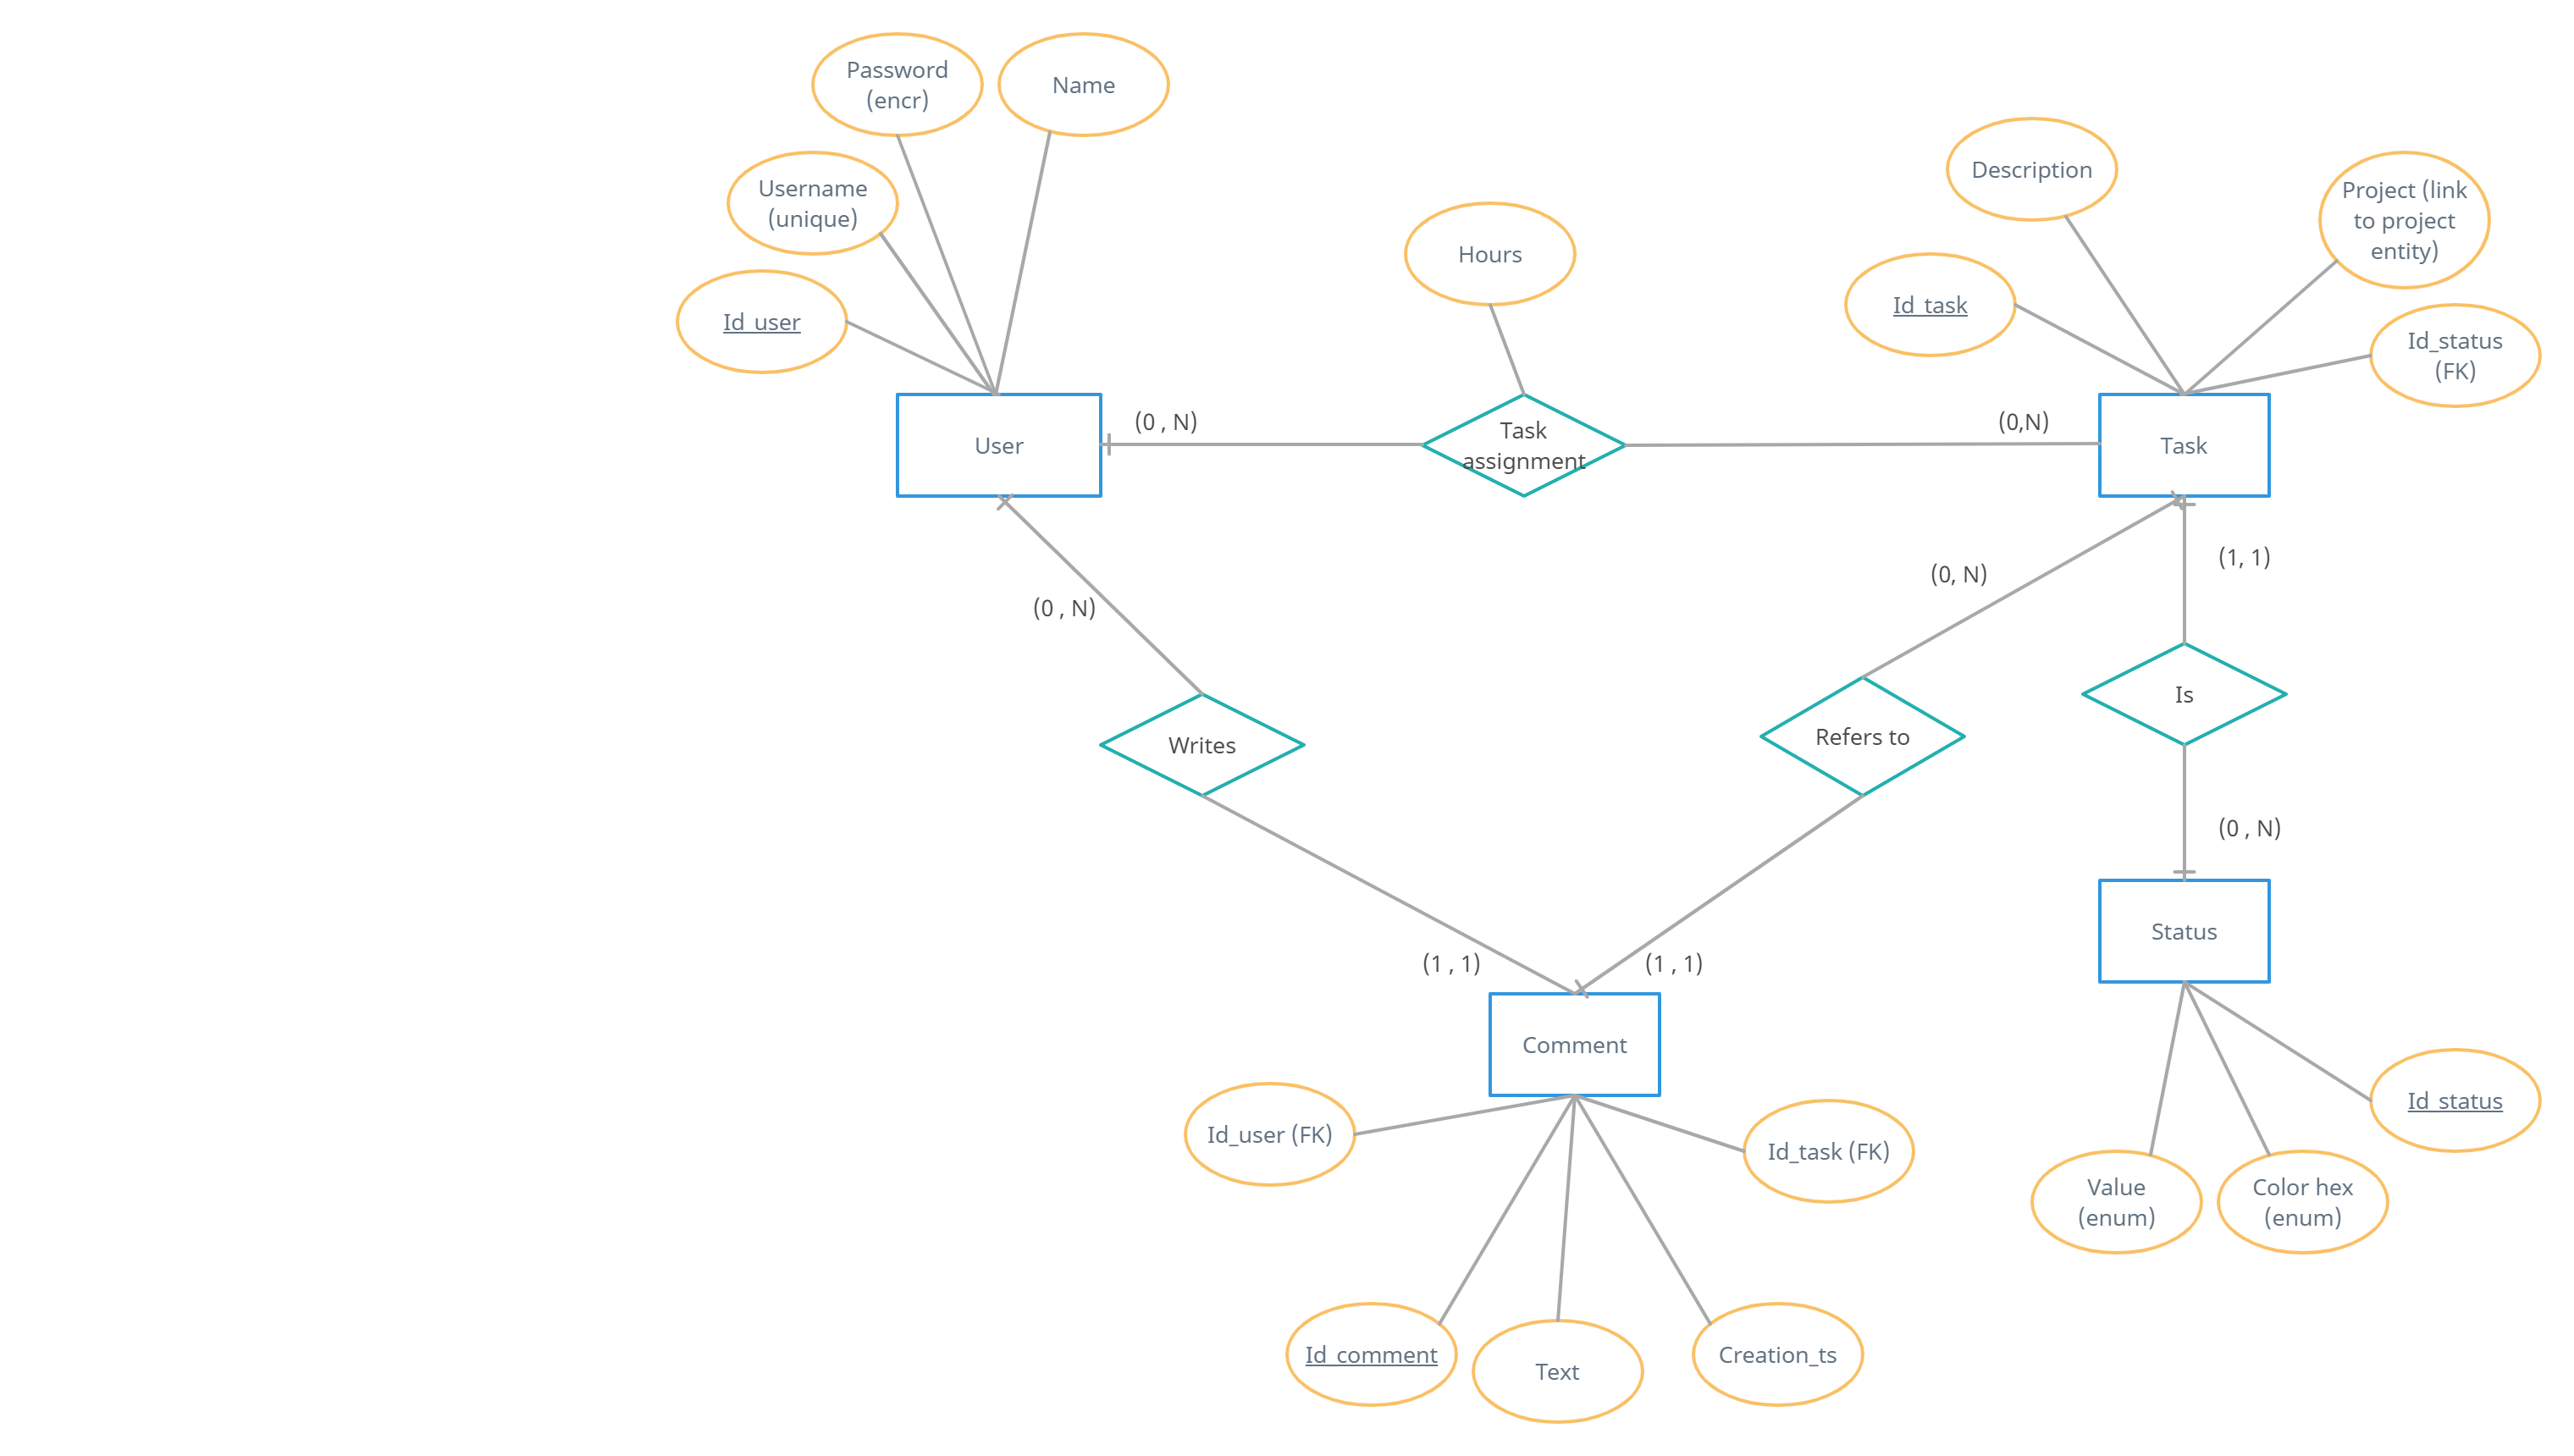 Password
(encr)
Name
Username
(unique)
Id_user
Hours
Description
Project (link
to project
entity)
Id_task
Id_status
(FK)
User
(0 , N)
Task
assignment
(0,N)
Task
(0 , N)
(0, N)
(1, 1)
Writes
Refers to
Is
(0 , N)
(1 , 1)
(1 , 1)
Status
Comment
Id_user (FK)
Id_task (FK)
Id_status
Value
(enum)
Color hex
(enum)
Id_comment
Text
Creation_ts